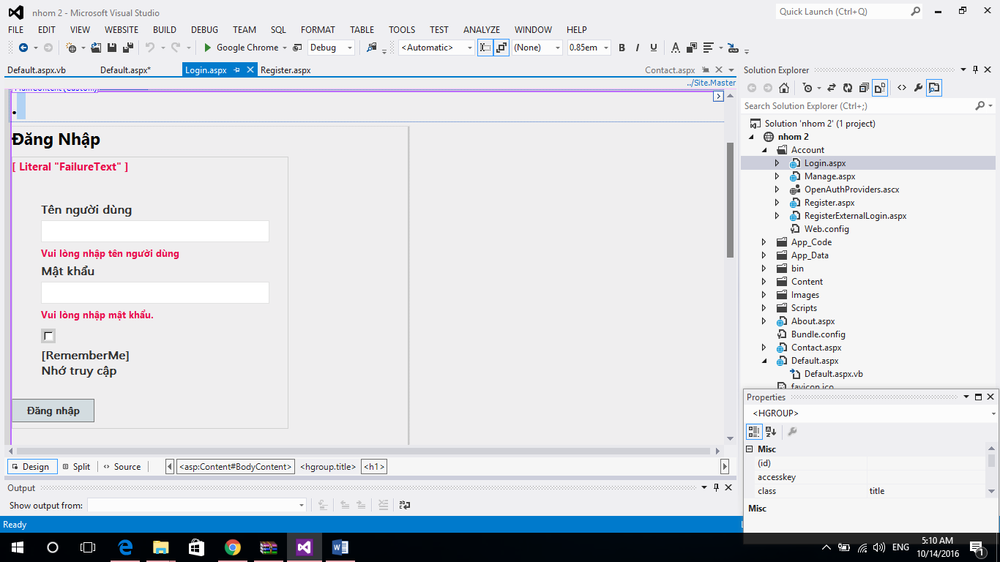 nhom 2 - Microsoft Visual Studio
Quick Launch (Ctrl+Q)
FILE EDIT VIEW WEBSITE BUILD DEBUG TEAM SQL FORMAT TABLE TOOLS TEST ANALYZE WINDOW HELP
Google Chrome Debug <Automatic> (None) 0.85em B I U A
Default.aspx.vb Default.aspx* Login.aspx Register.aspx Contact.aspx
../Site.Master
MainContent (Custom)
Đăng Nhập
[ Literal "FailureText" ]
Tên người dùng
Vui lòng nhập tên người dùng
Mật khẩu
Vui lòng nhập mật khẩu.
[RememberMe]
Nhớ truy cập
Đăng nhập
Design Split Source <asp:Content#BodyContent> <hgroup.title> <h1>
Output
Show output from:
Ready
Solution Explorer
Search Solution Explorer (Ctrl+;)
Solution 'nhom 2' (1 project)
nhom 2
Account
Login.aspx
Manage.aspx
OpenAuthProviders.ascx
Register.aspx
RegisterExternalLogin.aspx
Web.config
App_Code
App_Data
bin
Content
Images
Scripts
About.aspx
Bundle.config
Contact.aspx
Default.aspx
Default.aspx.vb
favicon.ico
Properties
<HGROUP>
Misc
(id)
accesskey
class title
Misc
ENG
5:10 AM
10/14/2016
1